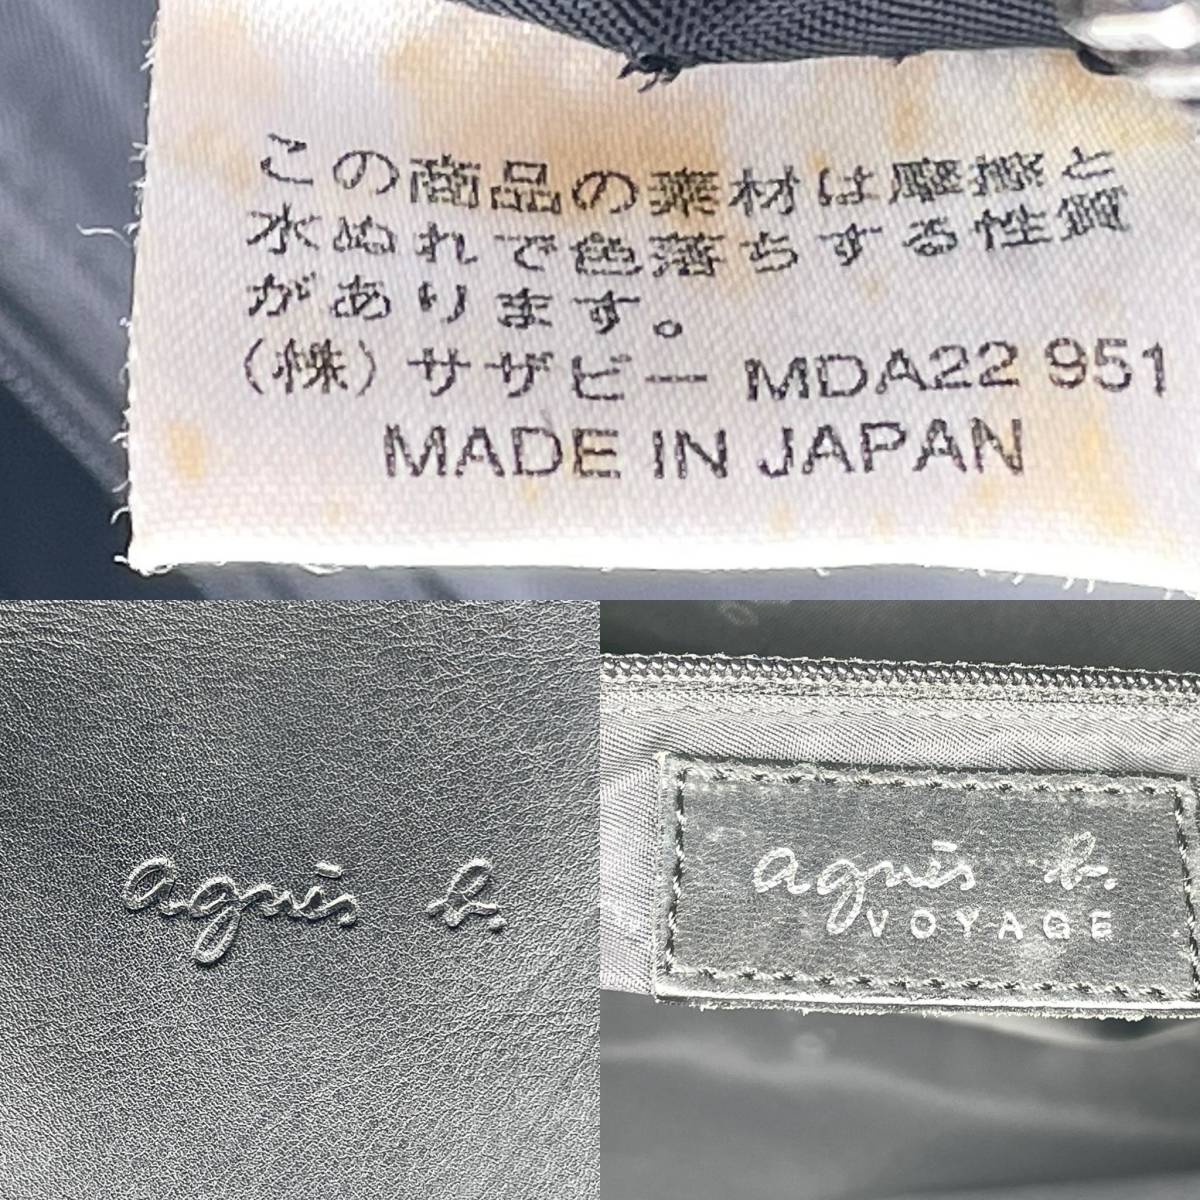 この商品の素材は摩擦と
水ぬれで色落ちする性質
があります。
(株)サザビー MDA22 951
MADE IN JAPAN
agnès b.
agnès b.
VOYAGE